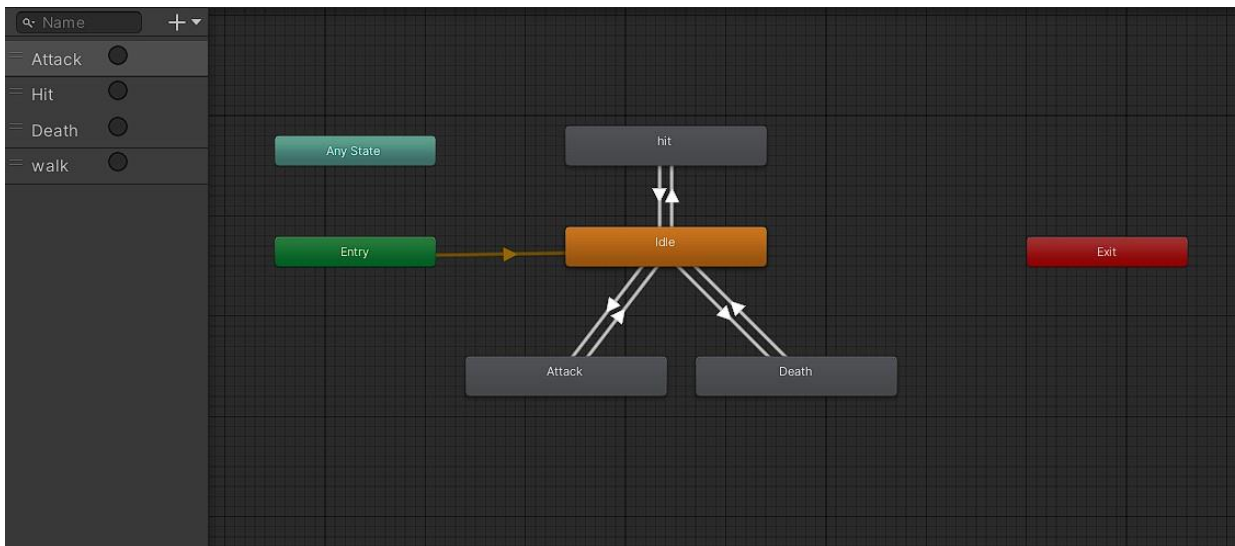 Name
Attack
Hit
Death
walk
Any State
hit
Entry
Idle
Exit
Attack
Death